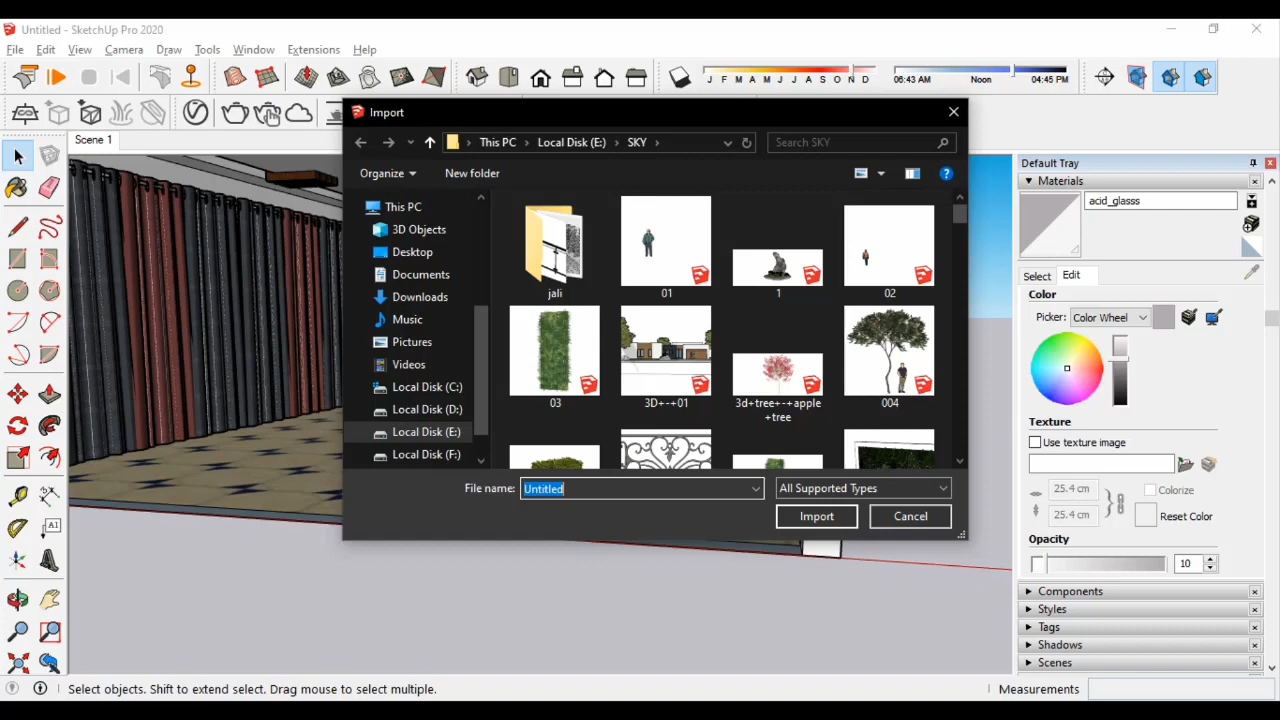 Untitled - SketchUp Pro 2020
File Edit View Camera Draw Tools Window Extensions Help
J F M A M J J A S O N D 06:43 AM Noon 04:45 PM
Scene 1
Import
This PC Local Disk (E:) SKY
Search SKY
Organize New folder
This PC
3D Objects
Desktop
Documents
Downloads
Music
Pictures
Videos
Local Disk (C:)
Local Disk (D:)
Local Disk (E:)
Local Disk (F:)
jali 01 1 02
03 3D+-+01 3d+tree+-+apple 004
+tree
File name: Untitled All Supported Types
Import Cancel
Default Tray
Materials
acid_glasss
Select Edit
Color
Picker: Color Wheel
Texture
Use texture image
25.4 cm Colorize
25.4 cm Reset Color
Opacity
10
Components
Styles
Tags
Shadows
Scenes
AI
A
Select objects. Shift to extend select. Drag mouse to select multiple. Measurements